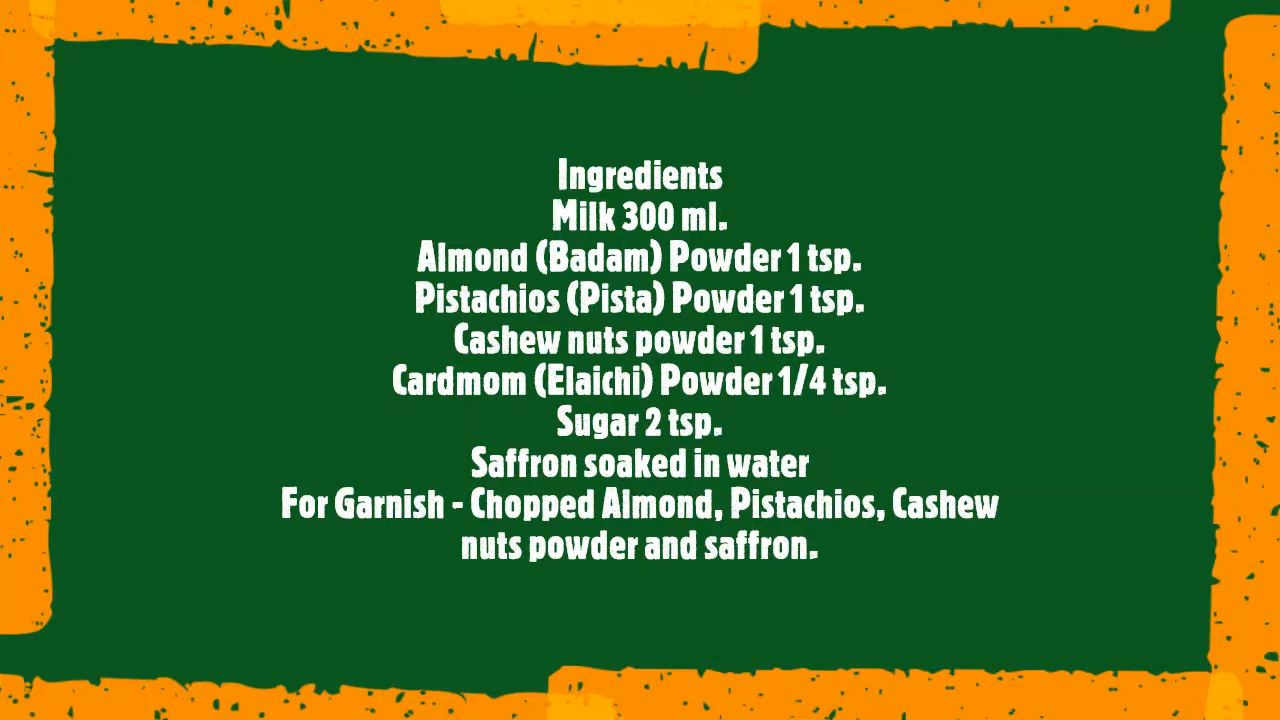 Ingredients
Milk 300 ml.
Almond (Badam) Powder 1 tsp.
Pistachios (Pista) Powder 1 tsp.
Cashew nuts powder 1 tsp.
Cardmom (Elaichi) Powder 1/4 tsp.
Sugar 2 tsp.
Saffron soaked in water
For Garnish - Chopped Almond, Pistachios, Cashew
nuts powder and saffron.